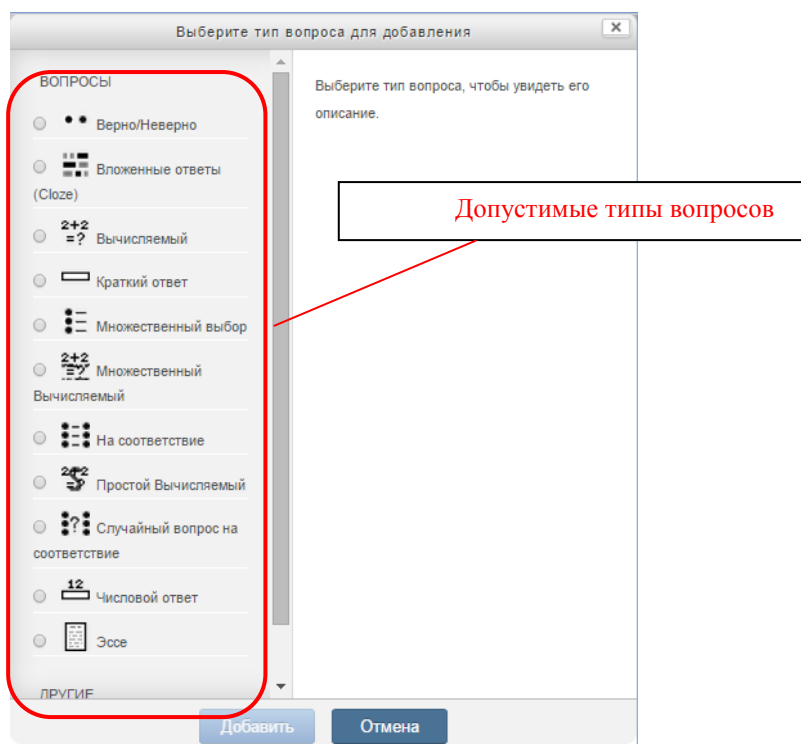 Выберите тип вопроса для добавления
ВОПРОСЫ
Верно/Неверно
Вложенные ответы
(Cloze)
2+2
=?
Вычисляемый
Краткий ответ
Множественный выбор
2+2
=?
Множественный
Вычисляемый
На соответствие
2+2
Простой Вычисляемый
?
Случайный вопрос на
соответствие
12
Числовой ответ
Эссе
ДРУГИЕ
Выберите тип вопроса, чтобы увидеть его
описание.
Допустимые типы вопросов
Добавить
Отмена